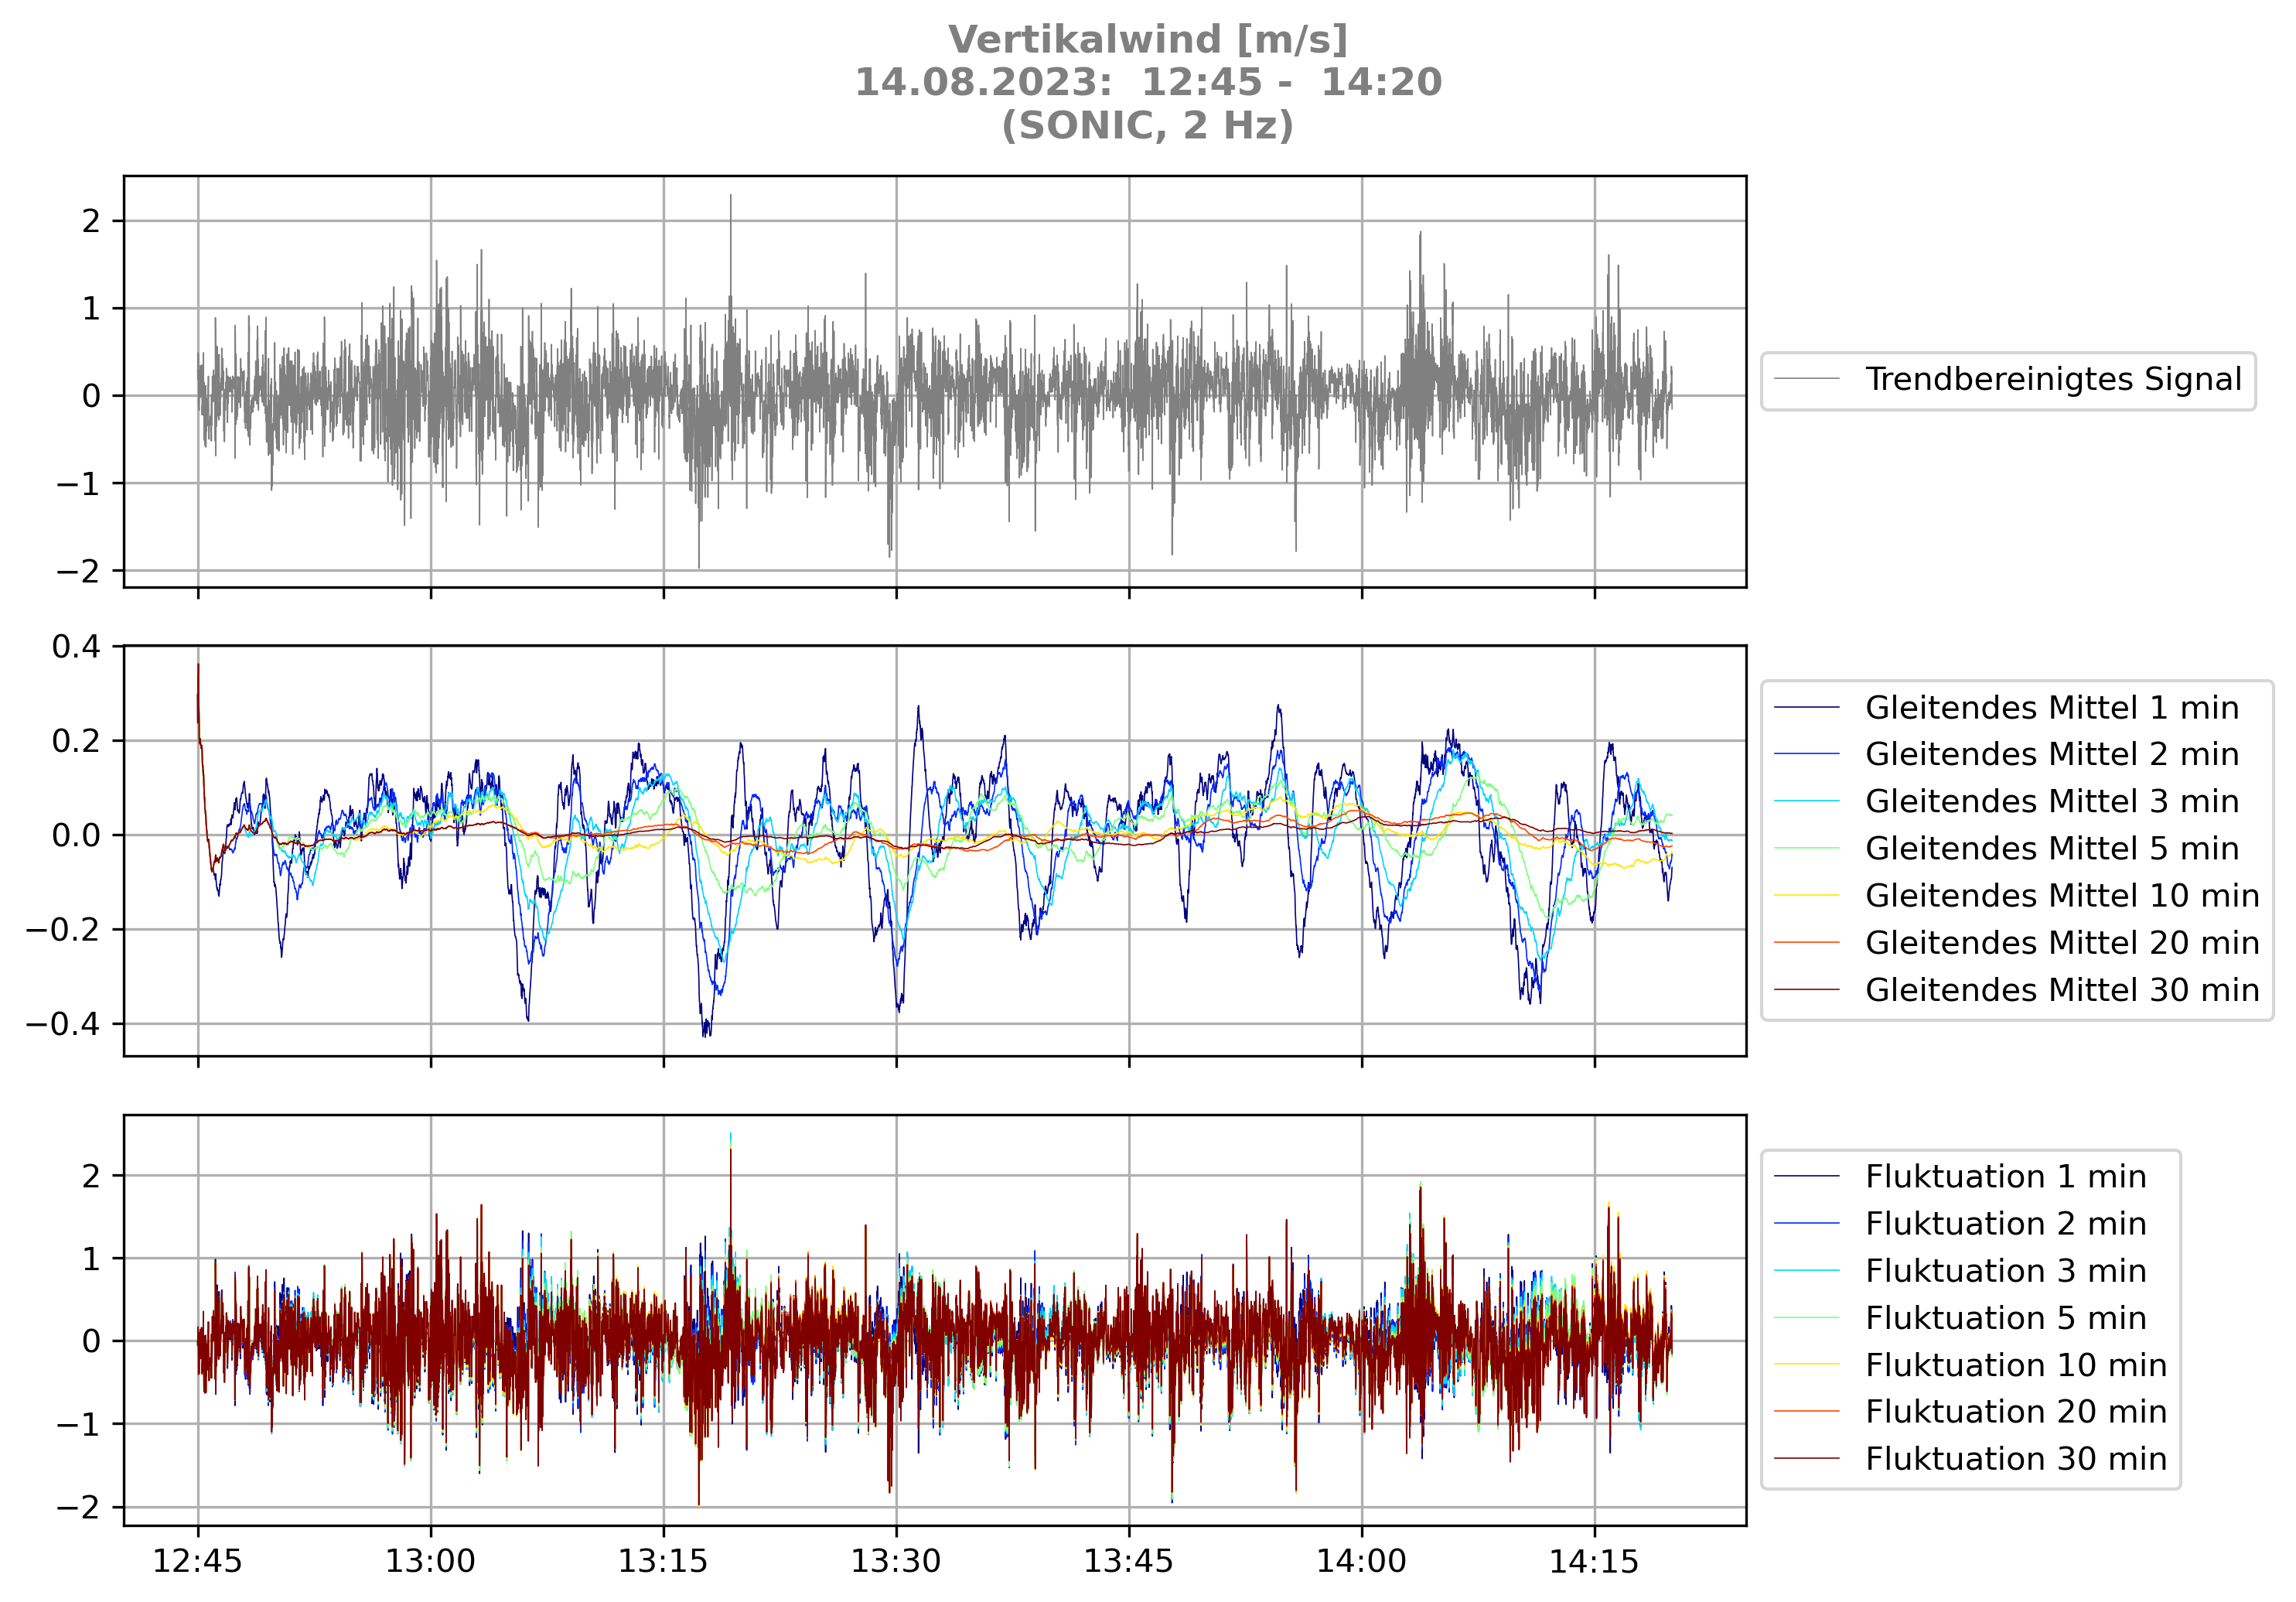 Vertikalwind [m/s]
14.08.2023:  12:45 -  14:20
(SONIC, 2 Hz)
2
1
0
−1
−2
Trendbereinigtes Signal
0.4
0.2
0.0
−0.2
−0.4
Gleitendes Mittel 1 min
Gleitendes Mittel 2 min
Gleitendes Mittel 3 min
Gleitendes Mittel 5 min
Gleitendes Mittel 10 min
Gleitendes Mittel 20 min
Gleitendes Mittel 30 min
2
1
0
−1
−2
Fluktuation 1 min
Fluktuation 2 min
Fluktuation 3 min
Fluktuation 5 min
Fluktuation 10 min
Fluktuation 20 min
Fluktuation 30 min
12:45 13:00 13:15 13:30 13:45 14:00 14:15